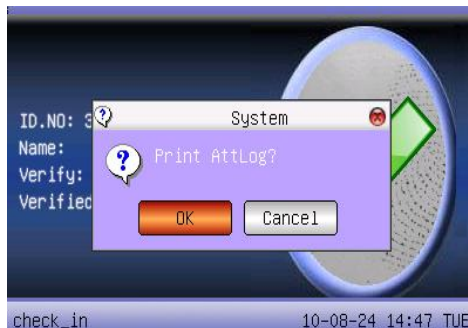 System
ID.NO: 3
Name:
Print AttLog?
Verify:
Verified
OK Cancel
check_in 10-08-24 14:47 TUE